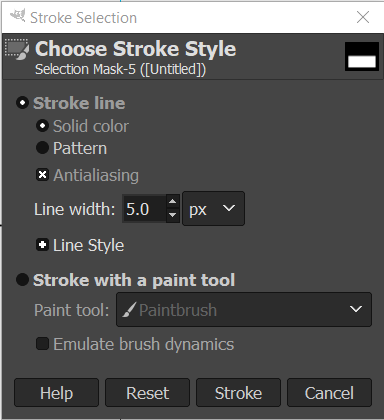 Stroke Selection
Choose Stroke Style
Selection Mask-5 ([Untitled])
Stroke line
Solid color
Pattern
Antialiasing
Line width: 5.0 px
Line Style
Stroke with a paint tool
Paint tool: Paintbrush
Emulate brush dynamics
Help Reset Stroke Cancel